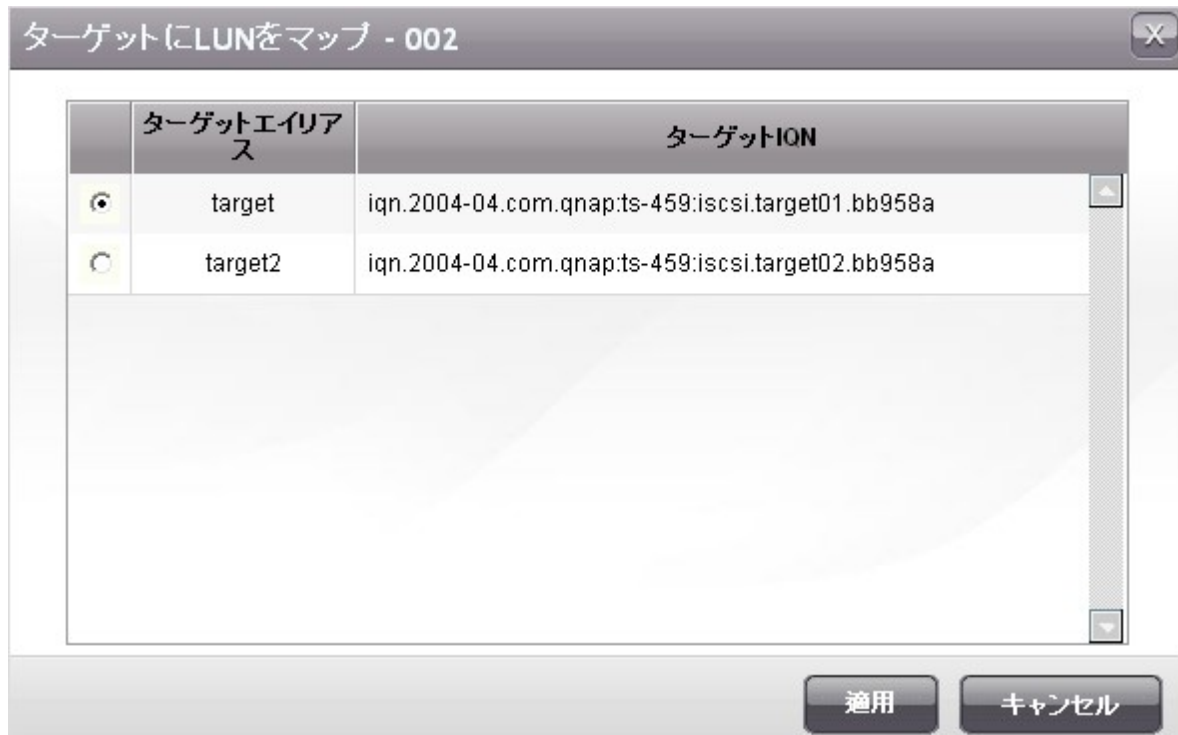 ターゲットにLUNをマップ - 002
X
ターゲットエイリア
ス
ターゲットIQN
target
iqn.2004-04.com.qnap:ts-459:iscsi.target01.bb958a
target2
iqn.2004-04.com.qnap:ts-459:iscsi.target02.bb958a
適用
キャンセル